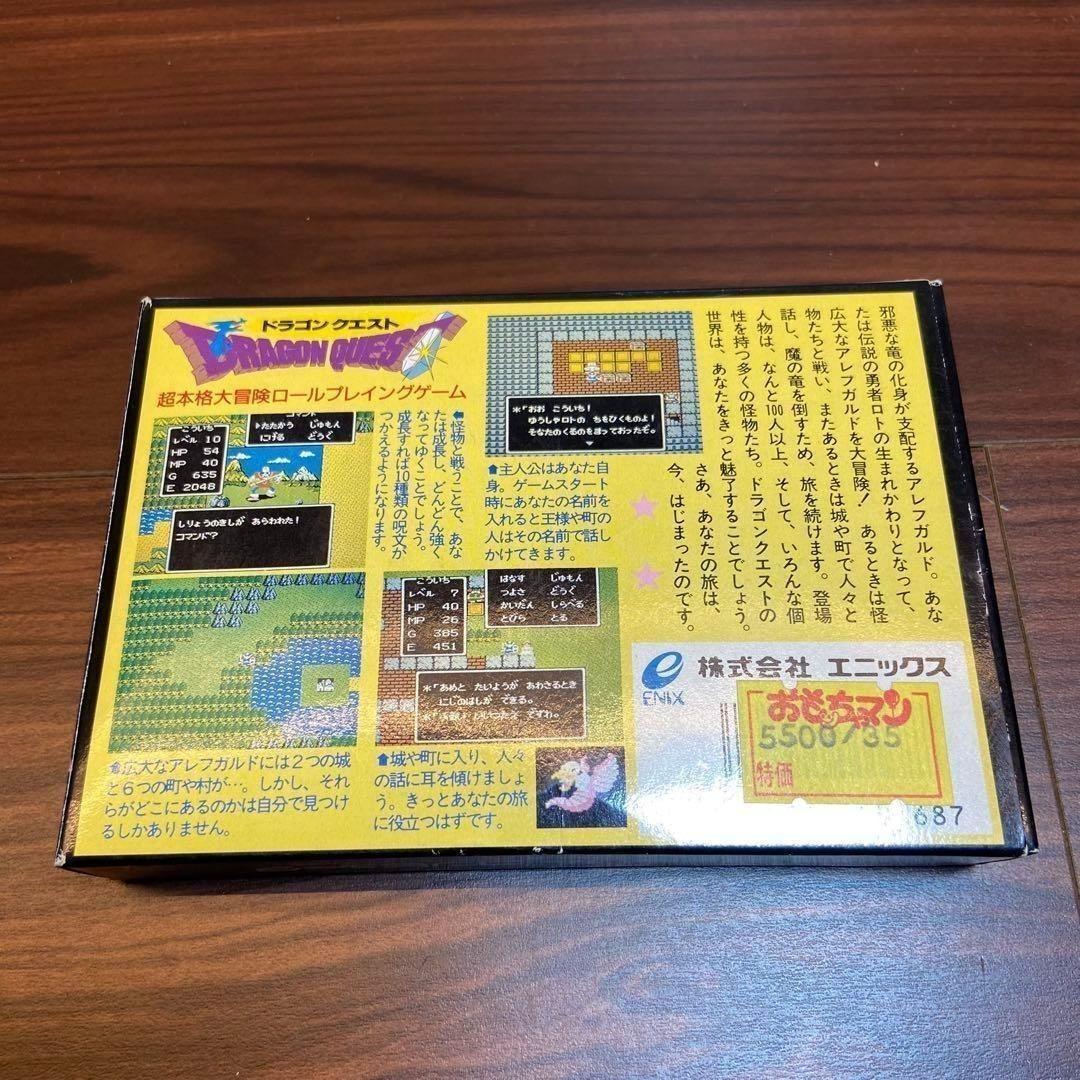 ドラゴン クエスト
DRAGON QUEST
超本格大冒険ロールプレイングゲーム
こういち
レベル 10
HP 54
MP 40
G 635
E 2048
コマンド
たたかう じゅもん
にげる どうぐ
しりょうのきしが あらわれた!
コマンド?
⬅怪物と戦うことで、あな
たは成長し、どんどん強く
なってゆくことでしょう。
成長すれば10種類の呪文が
つかえるようになります。
*「おお こういち!
ゆうしゃロトの ちをひくものよ!
そなたのくるのを まっておったぞ。
⬆主人公はあなた自
身。ゲームスタート
時にあなたの名前を
入れると王様や町の
人はその名前で話し
かけてきます。
邪悪な竜の化身が支配するアレフガルド。あな
たは伝説の勇者ロトの生まれかわりとなって、
広大なアレフガルドを大冒険! あるときは怪
物たちと戦い、またあるときは城や町で人々と
話し、魔の竜を倒すため、旅を続けます。登場
人物は、なんと100人以上、そして、いろんな個
性を持つ多くの怪物たち。ドラゴンクエストの
世界は、あなたをきっと魅了することでしょう。
さあ、あなたの旅は、
今、はじまったのです。
⬆広大なアレフガルドには2つの城
と6つの町や村が…。しかし、それ
らがどこにあるのかは自分で見つけ
るしかありません。
こういち
レベル 7
HP 40
MP 26
G 385
E 451
はなす じゅもん
つよさ どうぐ
かいだん しらべる
とびら とる
*「あめと たいようが あわさるとき
にじのはしが できる。
⬆城や町に入り、人々
の話に耳を傾けましょ
う。きっとあなたの旅
に役立つはずです。
ENIX
株式会社 エニックス
おもちゃマン
5500/35
特価
687